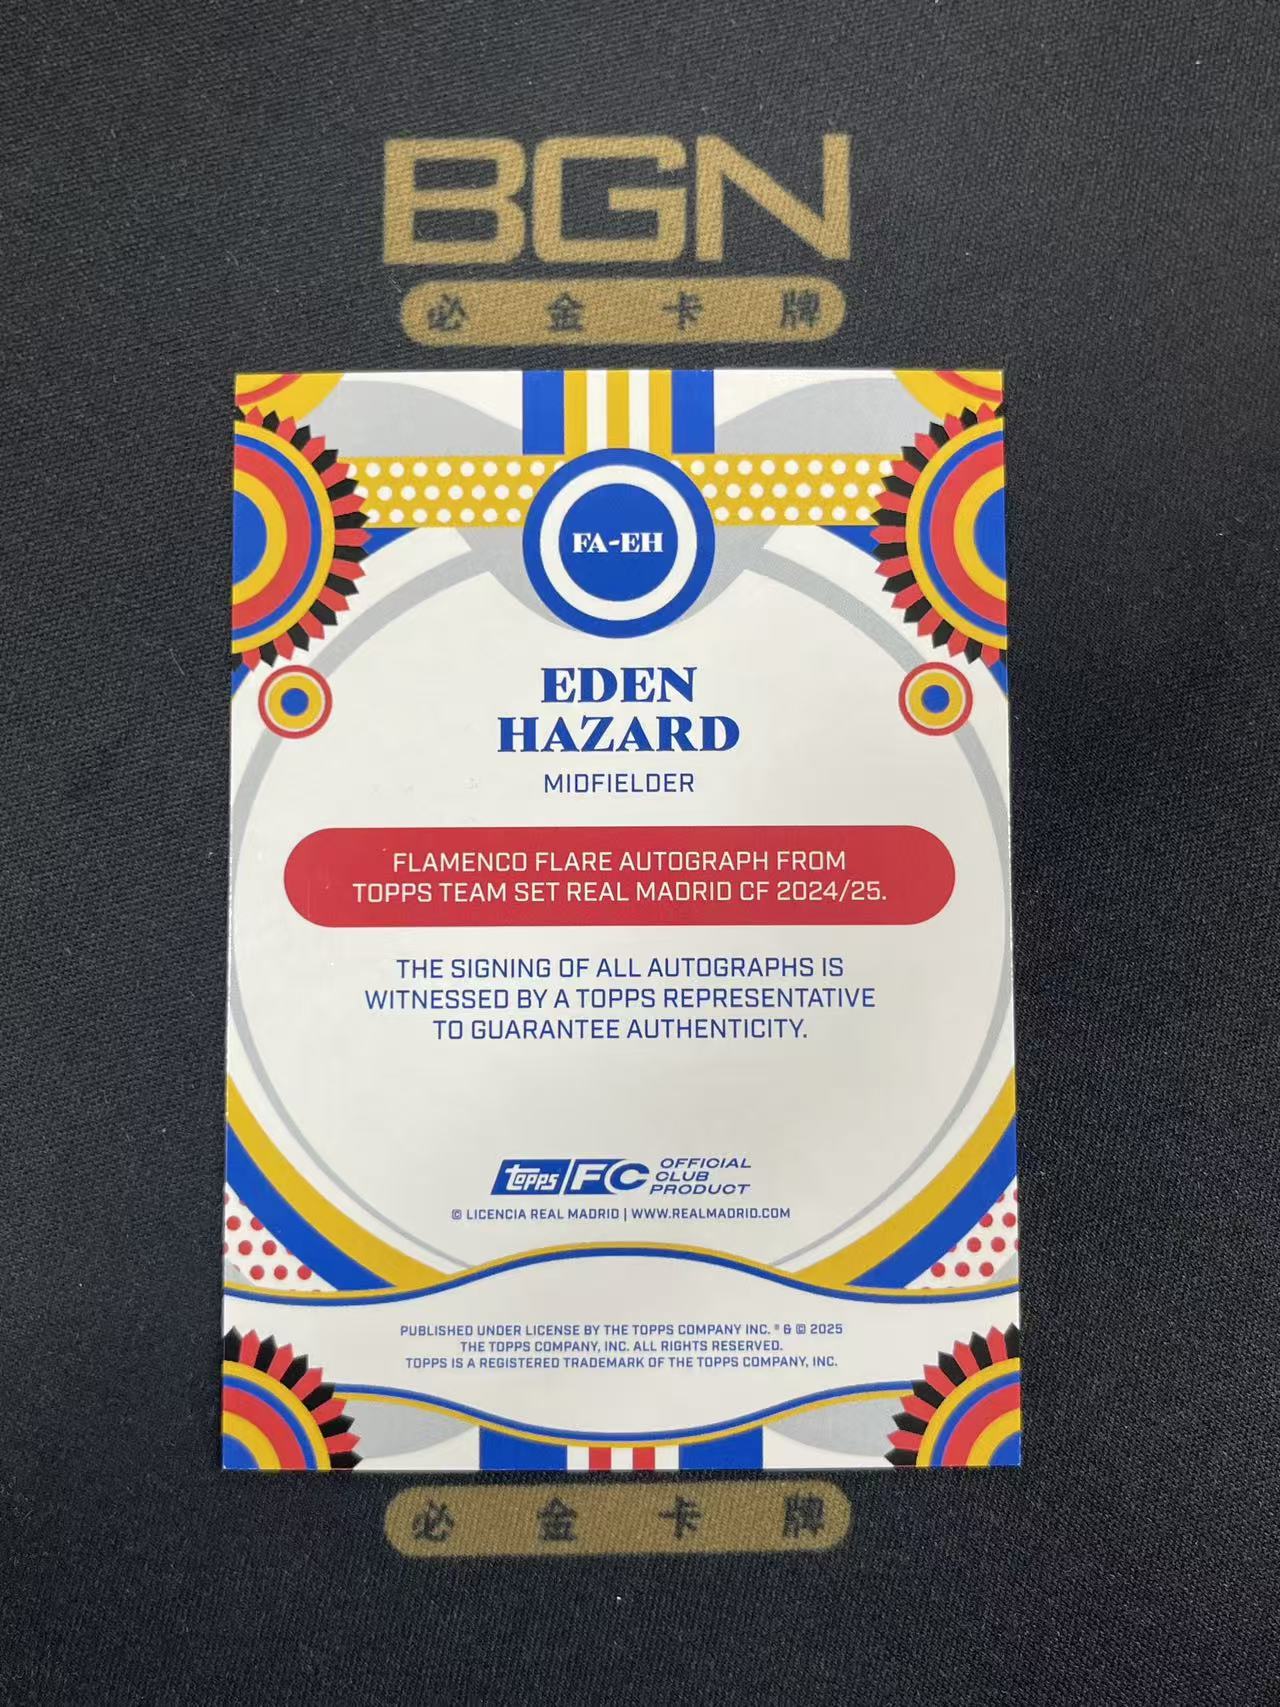 BGN
必金卡牌
FA-EH
EDEN
HAZARD
MIDFIELDER
FLAMENCO FLARE AUTOGRAPH FROM
TOPPS TEAM SET REAL MADRID CF 2024/25.
THE SIGNING OF ALL AUTOGRAPHS IS
WITNESSED BY A TOPPS REPRESENTATIVE
TO GUARANTEE AUTHENTICITY.
topps FC OFFICIAL
CLUB
PRODUCT
© LICENCIA REAL MADRID | WWW.REALMADRID.COM
PUBLISHED UNDER LICENSE BY THE TOPPS COMPANY INC. ® & © 2025
THE TOPPS COMPANY, INC. ALL RIGHTS RESERVED.
TOPPS IS A REGISTERED TRADEMARK OF THE TOPPS COMPANY, INC.
必金卡牌